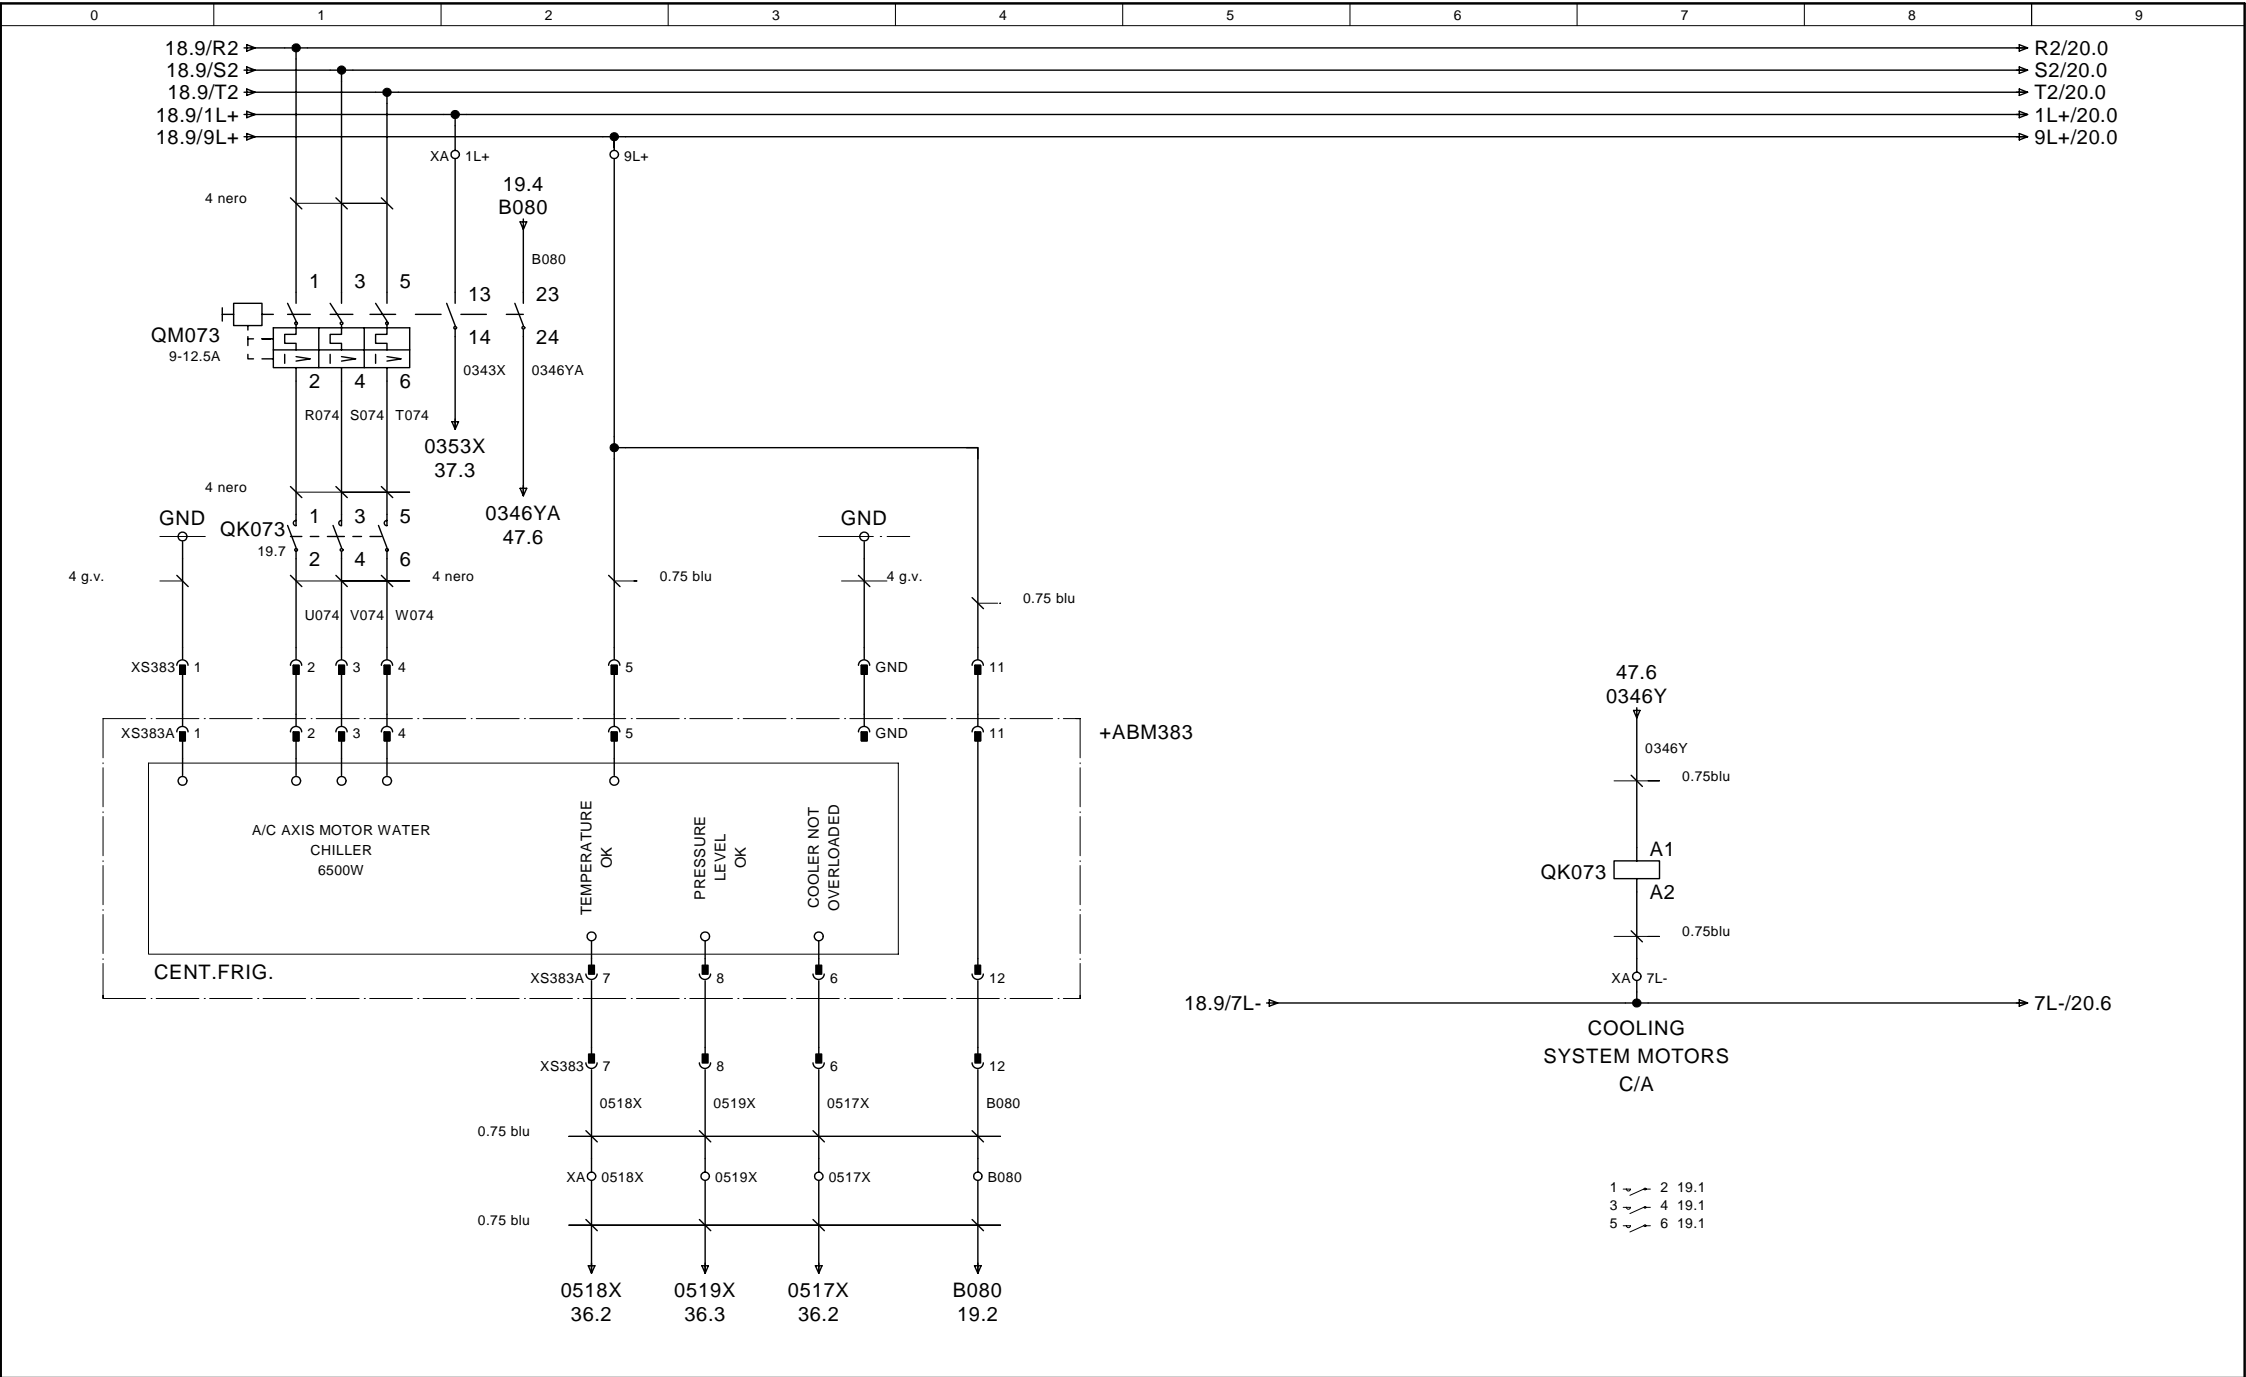 0 1 2 3 4 5 6 7 8 9
18.9/R2 R2/20.0
18.9/S2 S2/20.0
18.9/T2 T2/20.0
18.9/1L+ 1L+/20.0
18.9/9L+ 9L+/20.0
XA 1L+ 9L+
19.4
B080
4 nero
B080
1 3 5 13 23
QM073
9-12.5A
14 24
2 4 6
0343X 0346YA
R074 S074 T074
0353X
37.3
4 nero
0346YA
47.6
GND
QK073
19.7
1 3 5
2 4 6
GND
4 g.v.
4 nero
0.75 blu
4 g.v.
0.75 blu
U074 V074 W074
XS383 1 2 3 4 5 GND 11
XS383A 1 2 3 4 5 GND 11
+ABM383
A/C AXIS MOTOR WATER
CHILLER
6500W
TEMPERATURE
OK
PRESSURE
LEVEL
OK
COOLER NOT
OVERLOADED
CENT.FRIG.
XS383A 7 8 6 12
XS383 7 8 6 12
0518X 0519X 0517X B080
0.75 blu
XA 0518X 0519X 0517X B080
0.75 blu
0518X
36.2
0519X
36.3
0517X
36.2
B080
19.2
47.6
0346Y
0346Y
0.75blu
QK073
A1
A2
0.75blu
XA 7L-
18.9/7L- 7L-/20.6
COOLING
SYSTEM MOTORS
C/A
1 2 19.1
3 4 19.1
5 6 19.1